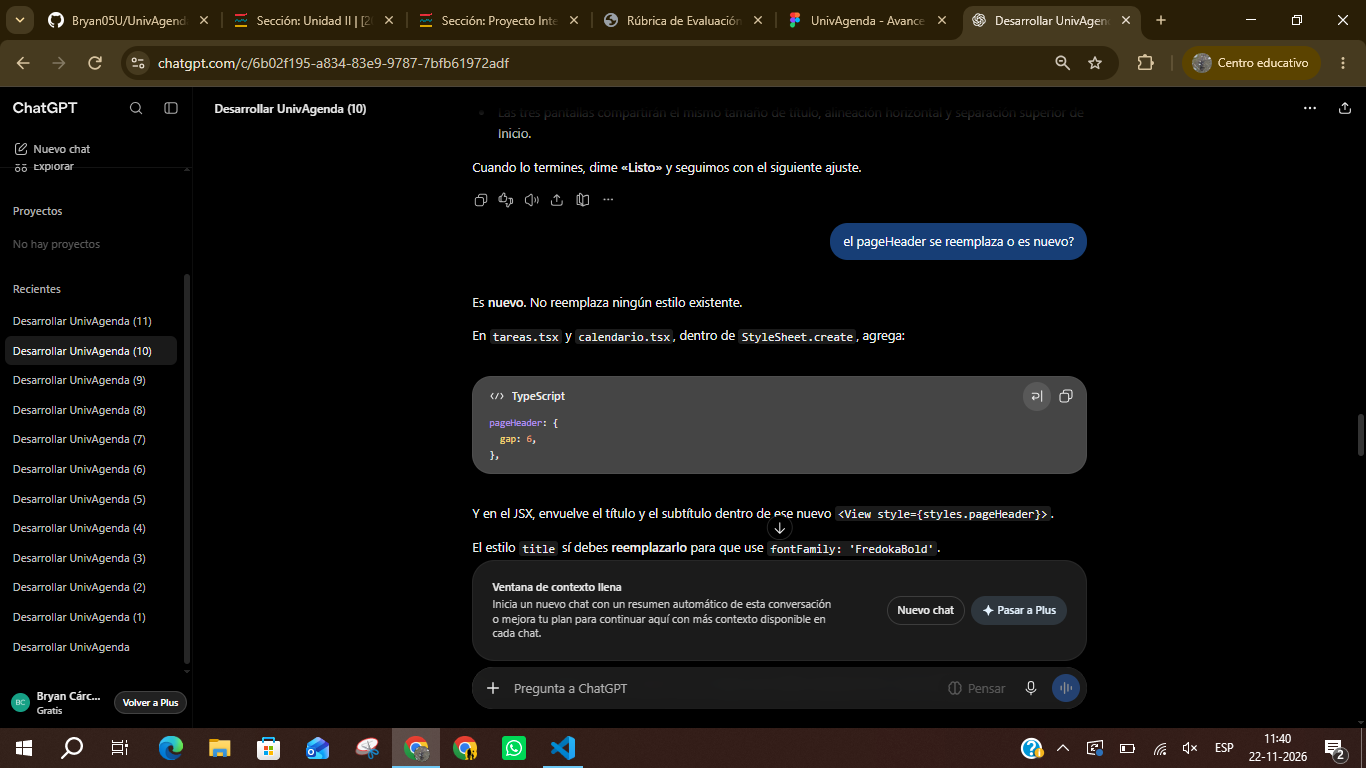 Bryan05U/UnivAgenda
Sección: Unidad II | [20
Sección: Proyecto Inte
Rúbrica de Evaluación
UnivAgenda - Avance
Desarrollar UnivAgen
chatgpt.com/c/6b02f195-a834-83e9-9787-7bfb61972adf
Centro educativo
ChatGPT
Nuevo chat
Explorar
Proyectos
No hay proyectos
Recientes
Desarrollar UnivAgenda (11)
Desarrollar UnivAgenda (10)
Desarrollar UnivAgenda (9)
Desarrollar UnivAgenda (8)
Desarrollar UnivAgenda (7)
Desarrollar UnivAgenda (6)
Desarrollar UnivAgenda (5)
Desarrollar UnivAgenda (4)
Desarrollar UnivAgenda (3)
Desarrollar UnivAgenda (2)
Desarrollar UnivAgenda (1)
Desarrollar UnivAgenda
BC
Bryan Cárc...
Gratis
Volver a Plus
Desarrollar UnivAgenda (10)
Las tres pantallas compartirán el mismo tamaño de título, alineación horizontal y separación superior de
Inicio.
Cuando lo termines, dime «Listo» y seguimos con el siguiente ajuste.
el pageHeader se reemplaza o es nuevo?
Es nuevo. No reemplaza ningún estilo existente.
En tareas.tsx y calendario.tsx, dentro de StyleSheet.create, agrega:
TypeScript
pageHeader: {
gap: 6,
},
Y en el JSX, envuelve el título y el subtítulo dentro de ese nuevo <View style={styles.pageHeader}>.
El estilo title sí debes reemplazarlo para que use fontFamily: 'FredokaBold'.
Ventana de contexto llena
Inicia un nuevo chat con un resumen automático de esta conversación
o mejora tu plan para continuar aquí con más contexto disponible en
cada chat.
Nuevo chat
Pasar a Plus
Pregunta a ChatGPT
Pensar
ESP
11:40
22-11-2026
2